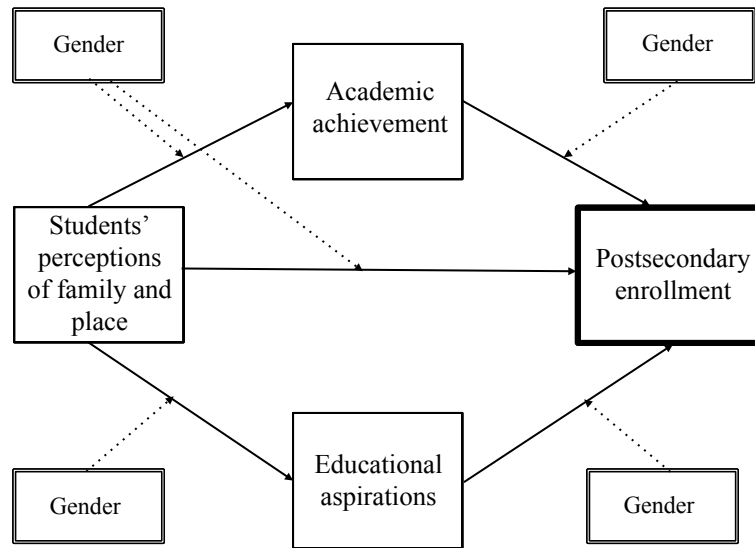 Gender
Gender
Academic
achievement
Students’
perceptions
of family and
place
Postsecondary
enrollment
Educational
aspirations
Gender
Gender